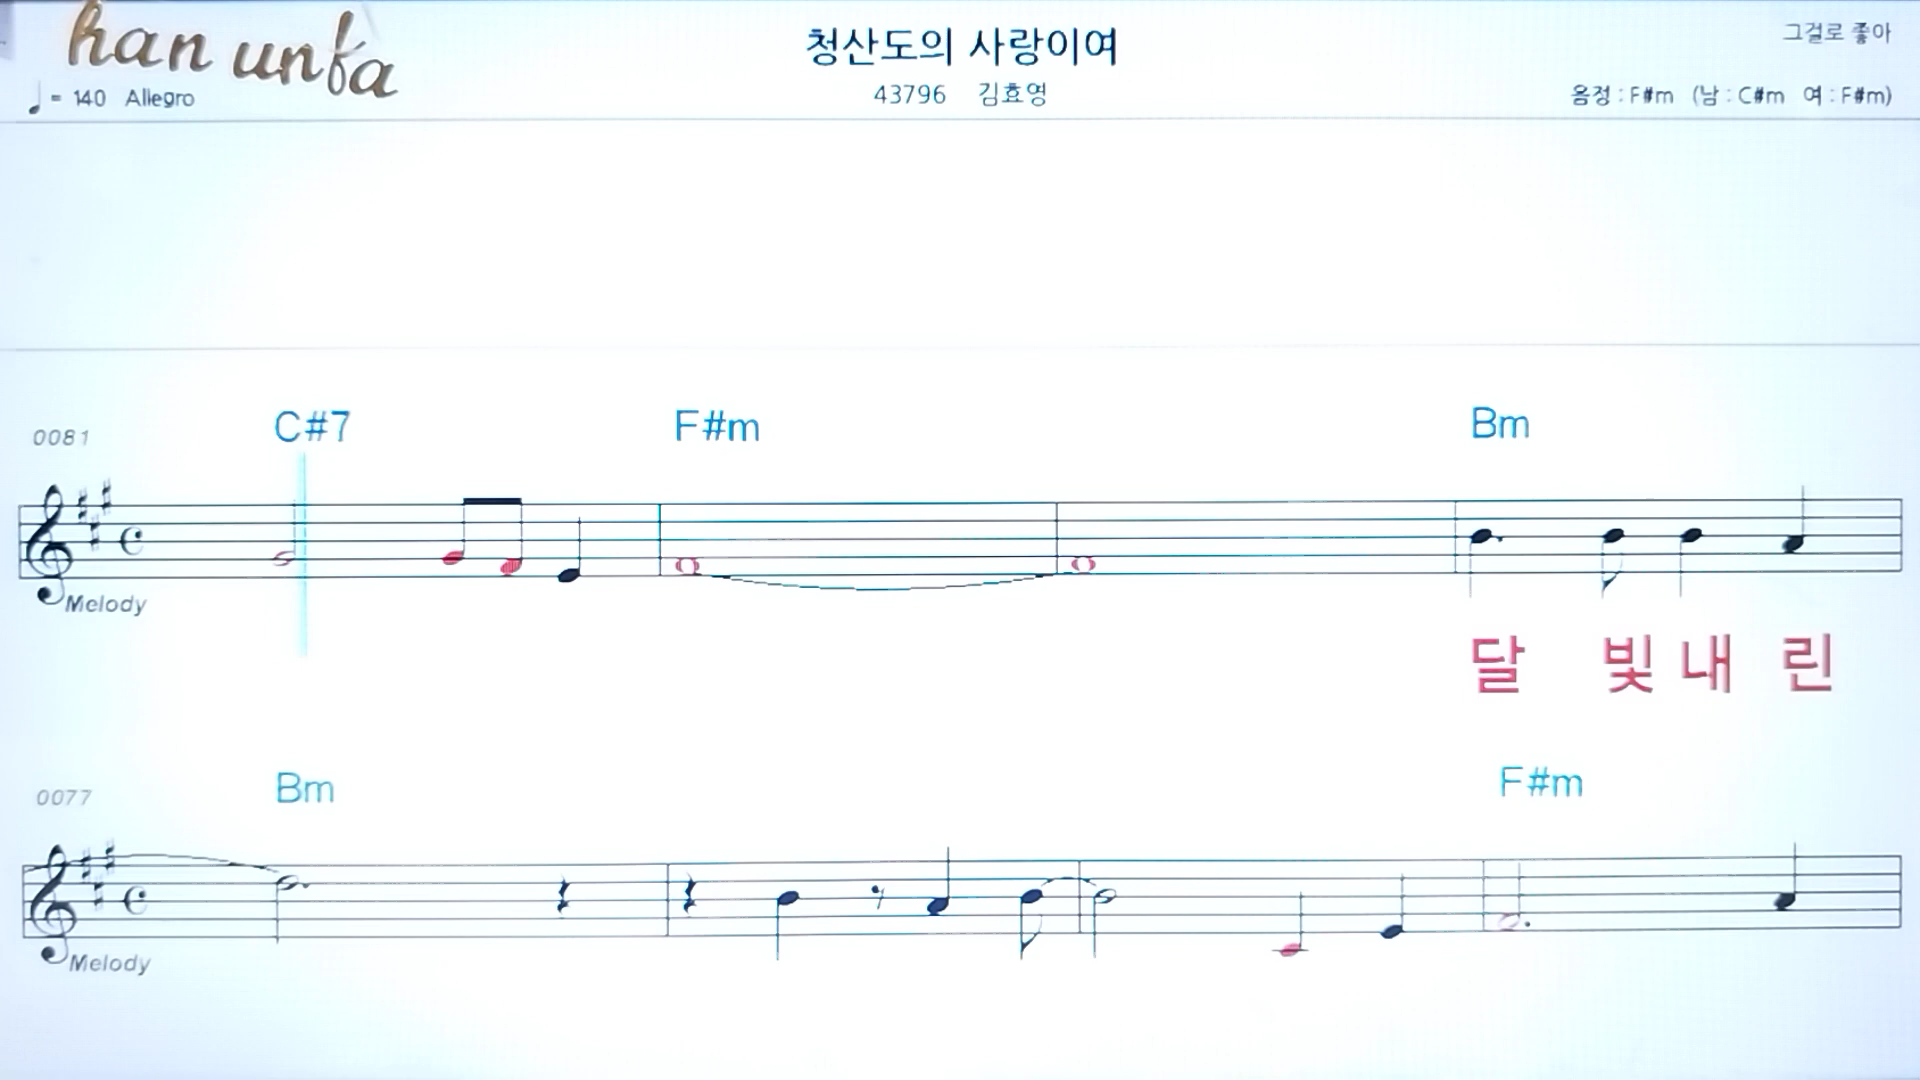 han unfa
청산도의 사랑이여
그걸로 좋아
♩= 140 Allegro
43796 김효영
음정 : F#m (남 : C#m 여 : F#m)
0081
C#7 F#m Bm
Melody
달 빛 내 린
0077
Bm F#m
Melody